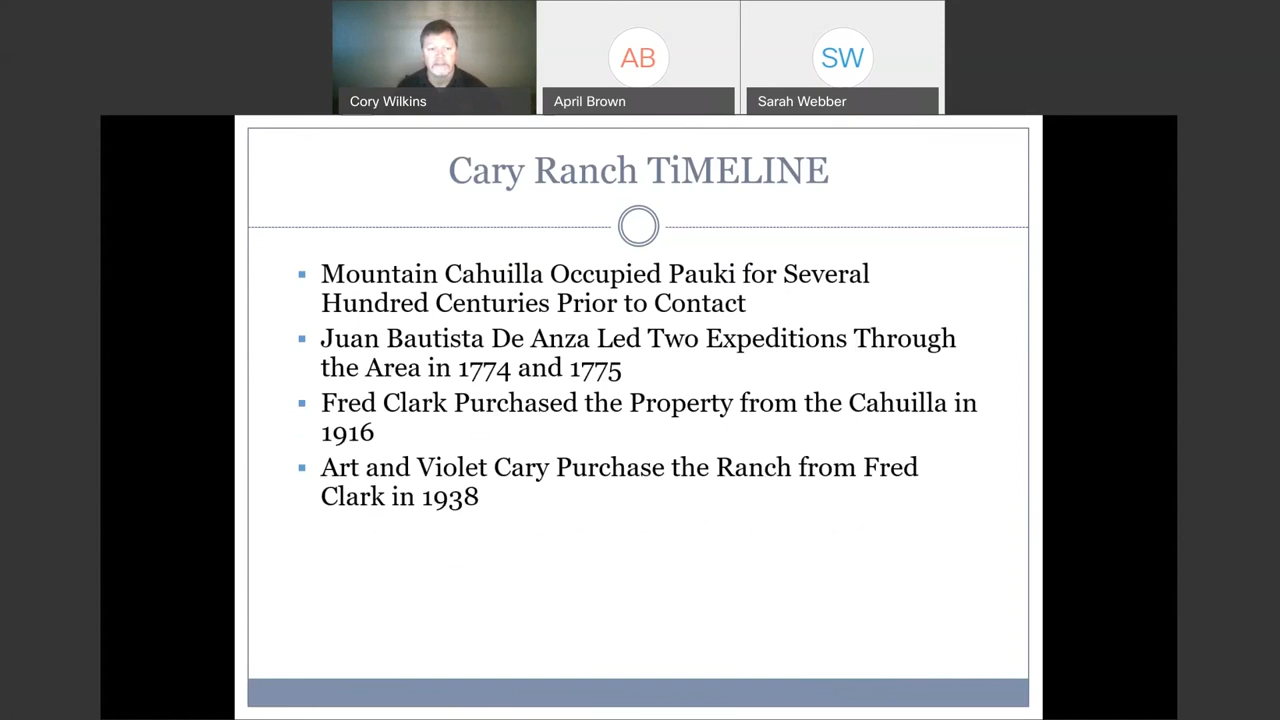 AB
SW
Cory Wilkins
April Brown
Sarah Webber
Cary Ranch TiMELINE
Mountain Cahuilla Occupied Pauki for Several
Hundred Centuries Prior to Contact
Juan Bautista De Anza Led Two Expeditions Through
the Area in 1774 and 1775
Fred Clark Purchased the Property from the Cahuilla in
1916
Art and Violet Cary Purchase the Ranch from Fred
Clark in 1938